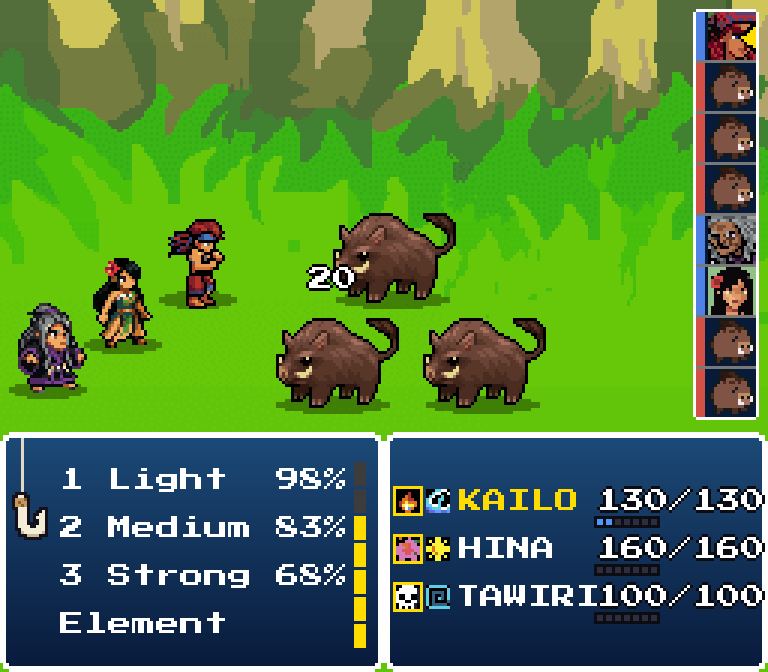 20
1 Light 98%
2 Medium 83%
3 Strong 68%
Element
KAILO 130/130
HINA 160/160
TAWIRI 100/100